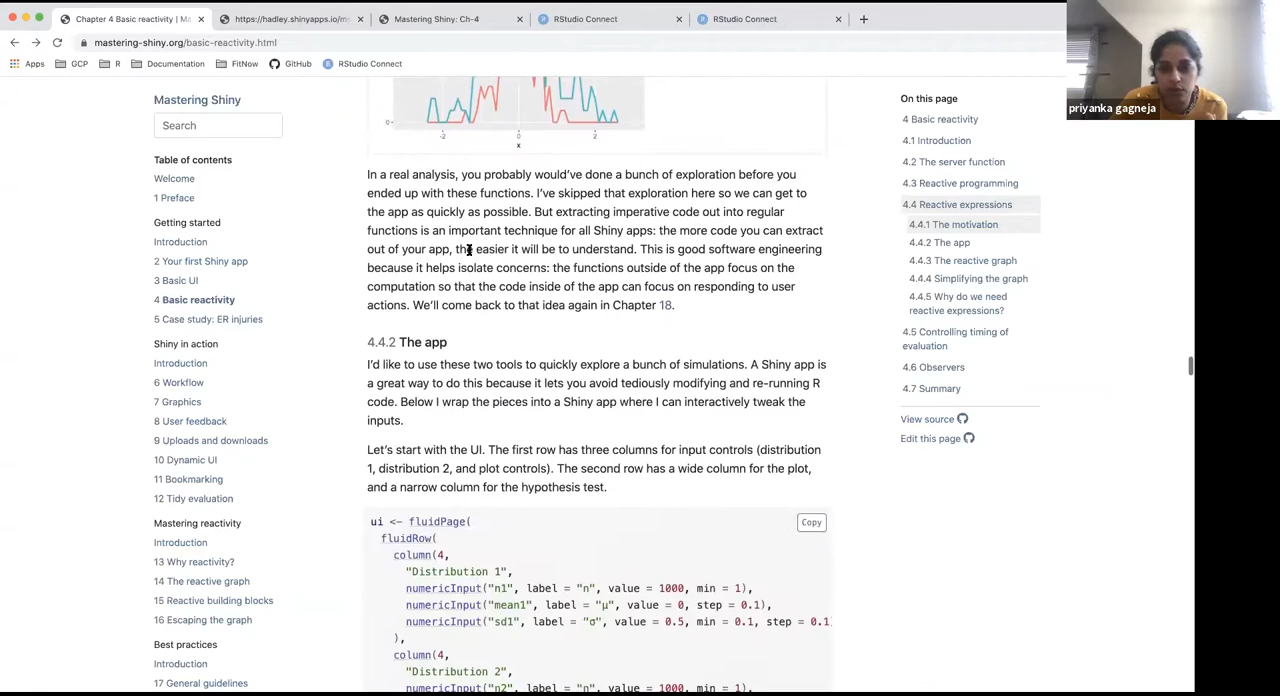 Chapter 4 Basic reactivity | Ma
https://hadley.shinyapps.io/ms
Mastering Shiny: Ch-4
RStudio Connect
RStudio Connect
mastering-shiny.org/basic-reactivity.html
Apps
GCP
R
Documentation
FitNow
GitHub
RStudio Connect
priyanka gagneja
Mastering Shiny
Search
Table of contents
Welcome
1 Preface
Getting started
Introduction
2 Your first Shiny app
3 Basic UI
4 Basic reactivity
5 Case study: ER injuries
Shiny in action
Introduction
6 Workflow
7 Graphics
8 User feedback
9 Uploads and downloads
10 Dynamic UI
11 Bookmarking
12 Tidy evaluation
Mastering reactivity
Introduction
13 Why reactivity?
14 The reactive graph
15 Reactive building blocks
16 Escaping the graph
Best practices
Introduction
17 General guidelines
0
-2
0
2
x
In a real analysis, you probably would've done a bunch of exploration before you
ended up with these functions. I've skipped that exploration here so we can get to
the app as quickly as possible. But extracting imperative code out into regular
functions is an important technique for all Shiny apps: the more code you can extract
out of your app, the easier it will be to understand. This is good software engineering
because it helps isolate concerns: the functions outside of the app focus on the
computation so that the code inside of the app can focus on responding to user
actions. We'll come back to that idea again in Chapter 18.
4.4.2 The app
I'd like to use these two tools to quickly explore a bunch of simulations. A Shiny app is
a great way to do this because it lets you avoid tediously modifying and re-running R
code. Below I wrap the pieces into a Shiny app where I can interactively tweak the
inputs.
Let's start with the UI. The first row has three columns for input controls (distribution
1, distribution 2, and plot controls). The second row has a wide column for the plot,
and a narrow column for the hypothesis test.
Copy
ui <- fluidPage(
fluidRow(
column(4,
"Distribution 1",
numericInput("n1", label = "n", value = 1000, min = 1),
numericInput("mean1", label = "µ", value = 0, step = 0.1),
numericInput("sd1", label = "σ", value = 0.5, min = 0.1, step = 0.1
),
column(4,
"Distribution 2",
numericInput("n2", label = "n", value = 1000, min = 1),
On this page
4 Basic reactivity
4.1 Introduction
4.2 The server function
4.3 Reactive programming
4.4 Reactive expressions
4.4.1 The motivation
4.4.2 The app
4.4.3 The reactive graph
4.4.4 Simplifying the graph
4.4.5 Why do we need
reactive expressions?
4.5 Controlling timing of
evaluation
4.6 Observers
4.7 Summary
View source
Edit this page